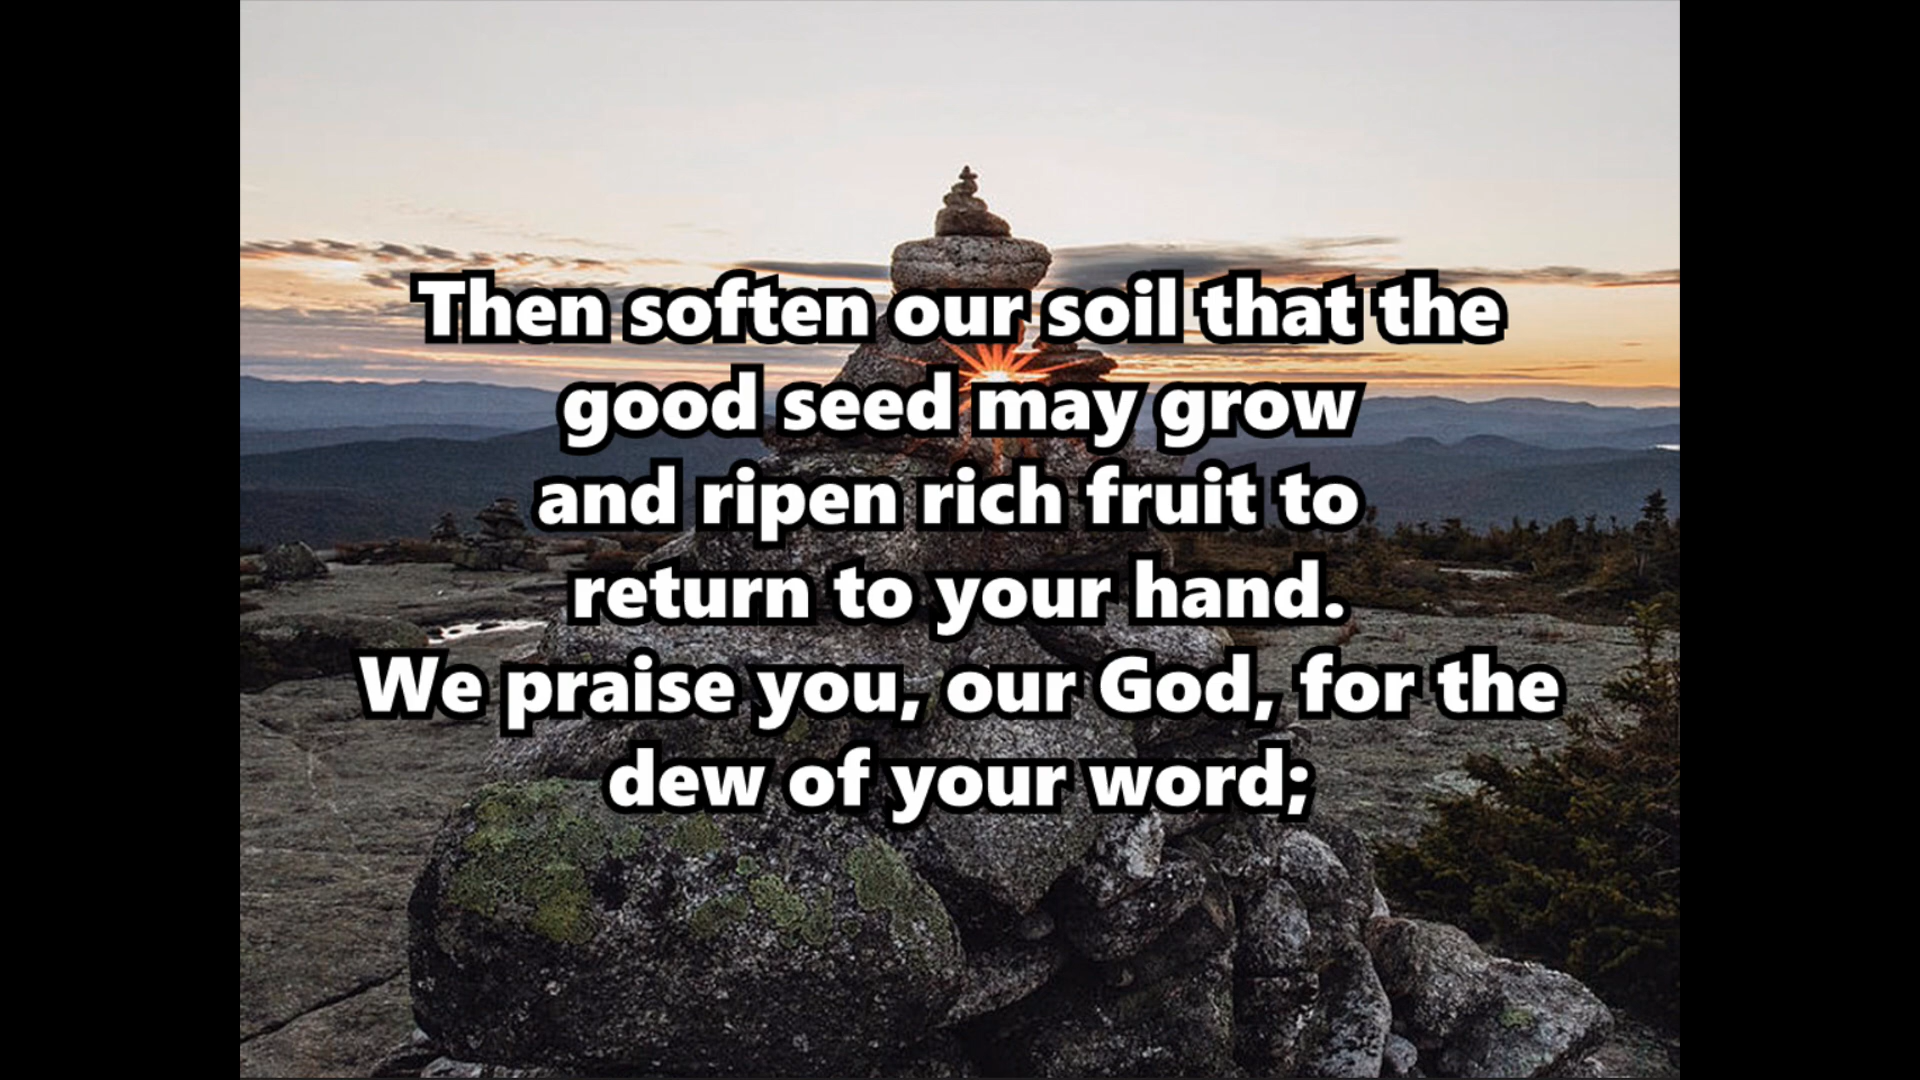 Then soften our soil that the
good seed may grow
and ripen rich fruit to
return to your hand.
We praise you, our God, for the
dew of your word;